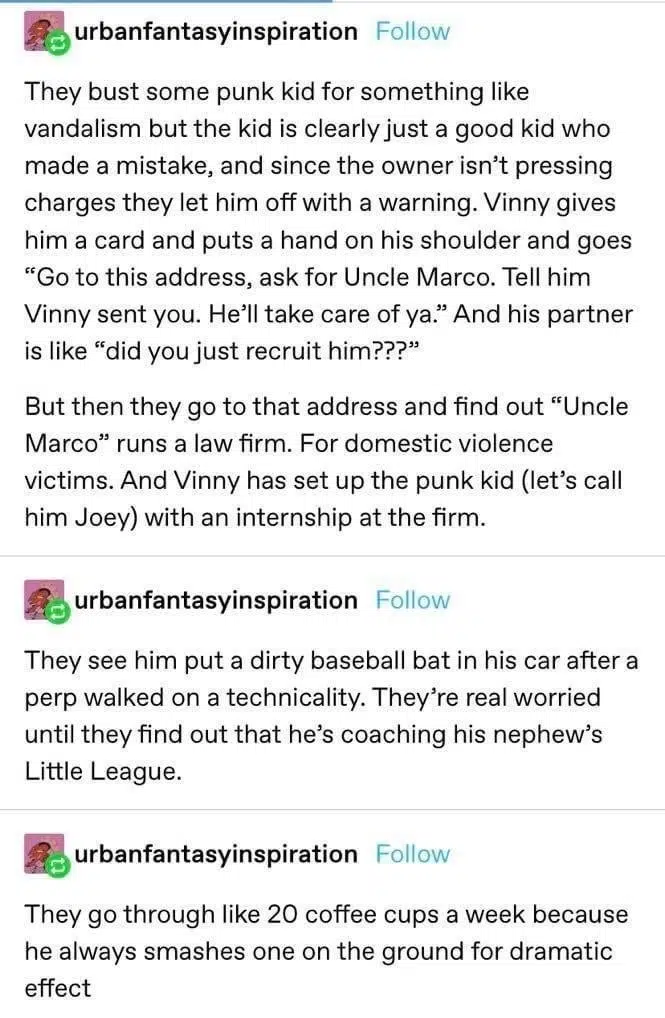 urbanfantasyinspiration Follow
They bust some punk kid for something like
vandalism but the kid is clearly just a good kid who
made a mistake, and since the owner isn’t pressing
charges they let him off with a warning. Vinny gives
him a card and puts a hand on his shoulder and goes
“Go to this address, ask for Uncle Marco. Tell him
Vinny sent you. He’ll take care of ya.” And his partner
is like “did you just recruit him???”
But then they go to that address and find out “Uncle
Marco” runs a law firm. For domestic violence
victims. And Vinny has set up the punk kid (let’s call
him Joey) with an internship at the firm.
urbanfantasyinspiration Follow
They see him put a dirty baseball bat in his car after a
perp walked on a technicality. They’re real worried
until they find out that he’s coaching his nephew’s
Little League.
urbanfantasyinspiration Follow
They go through like 20 coffee cups a week because
he always smashes one on the ground for dramatic
effect